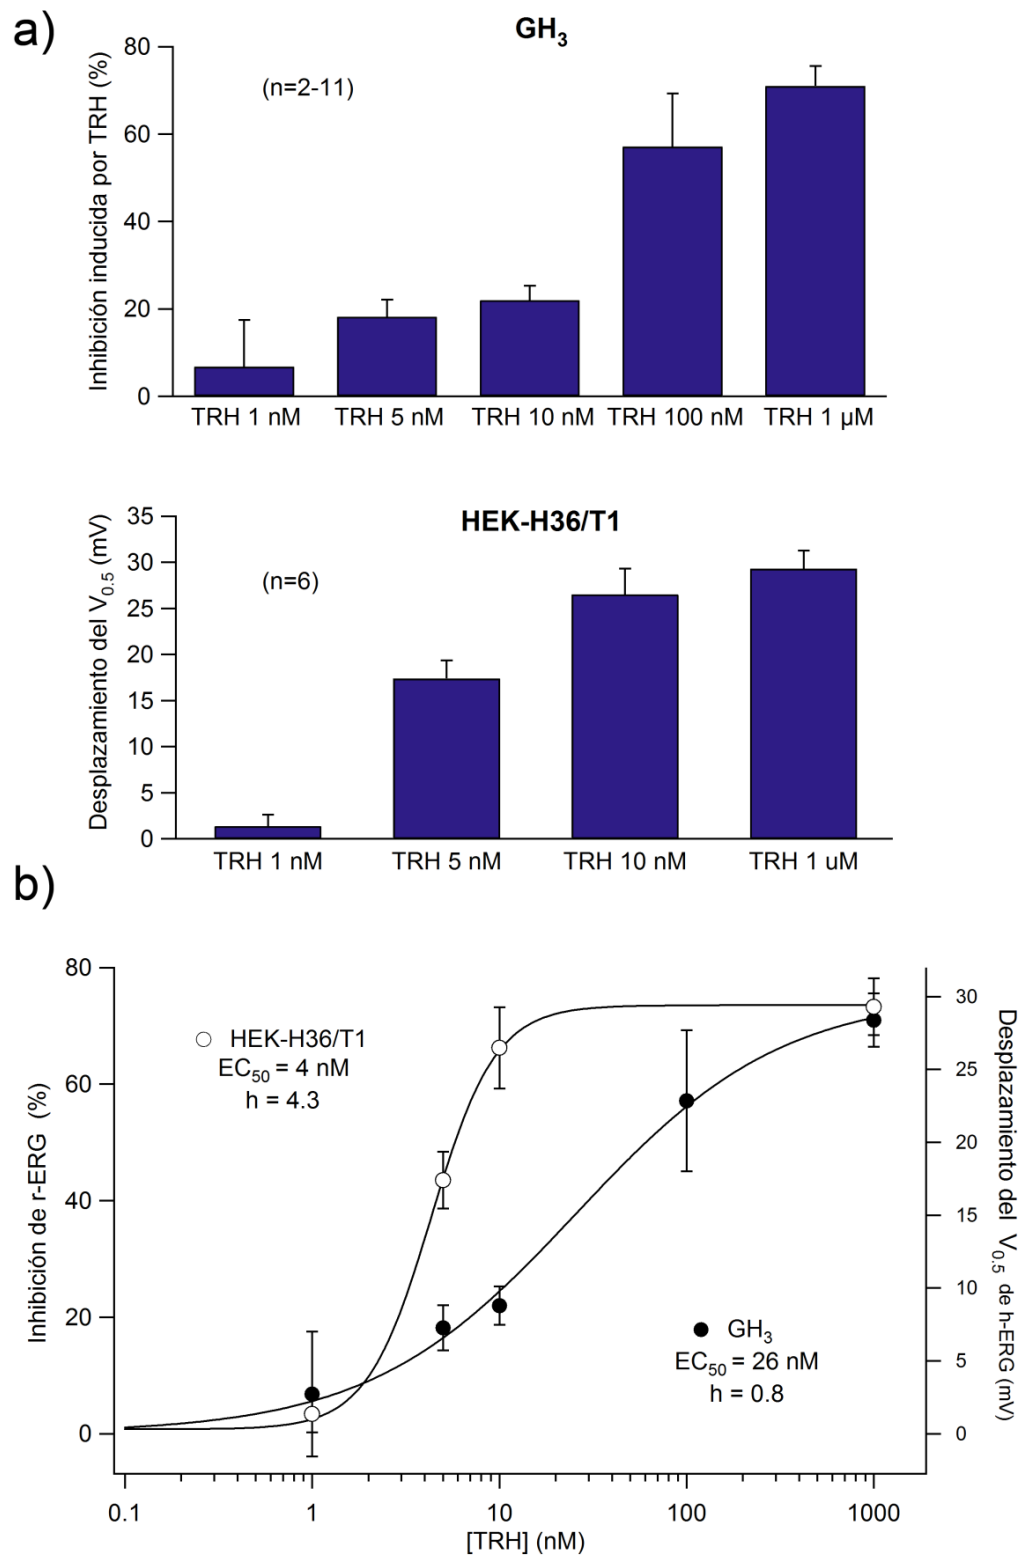 a)
GH3
Inhibición inducida por TRH (%)
80
60
40
20
0
(n=2-11)
TRH 1 nM
TRH 5 nM
TRH 10 nM
TRH 100 nM
TRH 1 µM
HEK-H36/T1
Desplazamiento del V0.5 (mV)
35
30
25
20
15
10
5
0
(n=6)
TRH 1 nM
TRH 5 nM
TRH 10 nM
TRH 1 uM
b)
Inhibición de r-ERG (%)
80
60
40
20
0
HEK-H36/T1
EC50 = 4 nM
h = 4.3
GH3
EC50 = 26 nM
h = 0.8
30
25
20
15
10
5
0
Desplazamiento del V0.5 de h-ERG (mV)
0.1
1
10
100
1000
[TRH] (nM)